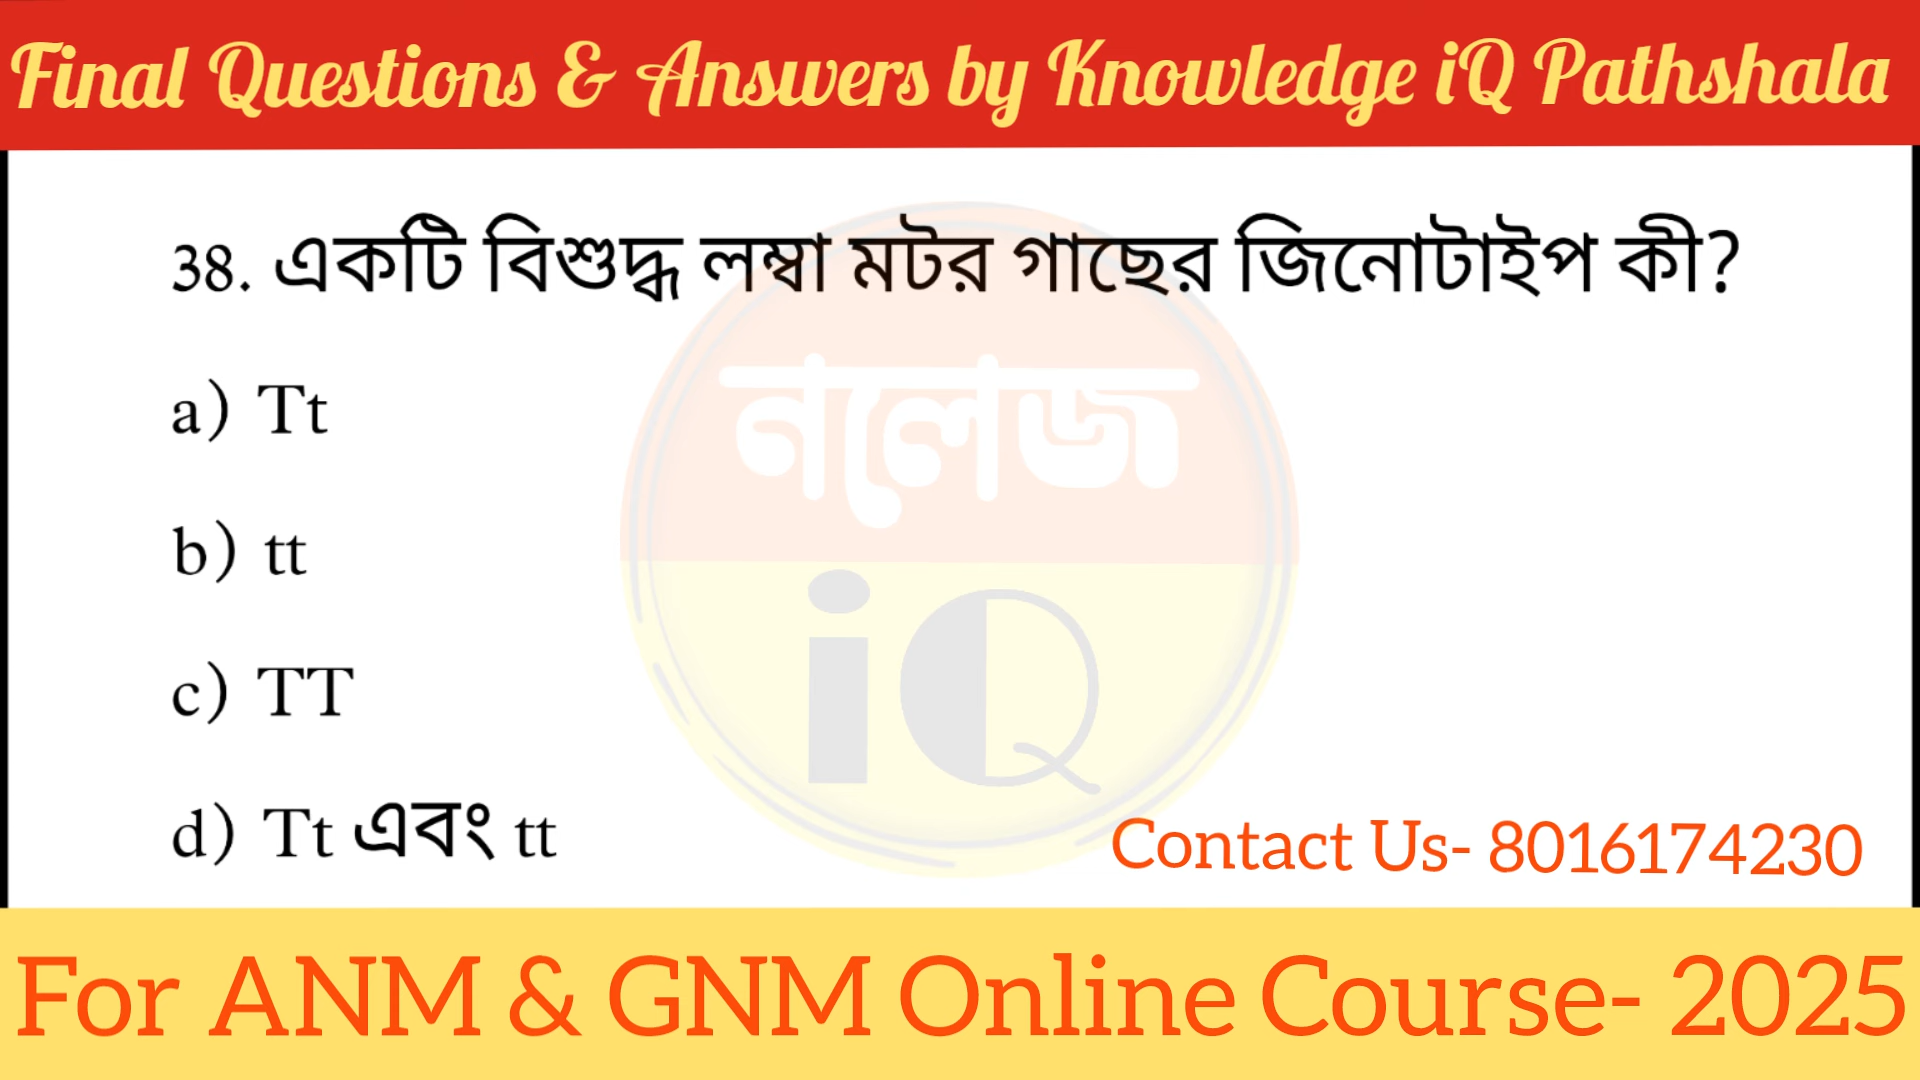 Final Questions & Answers by Knowledge iQ Pathshala
38. একটি বিশুদ্ধ লম্বা মটর গাছের জিনোটাইপ কী?
a) Tt
b) tt
c) TT
d) Tt এবং tt
নলেজ
iQ
Contact Us- 8016174230
For ANM & GNM Online Course- 2025